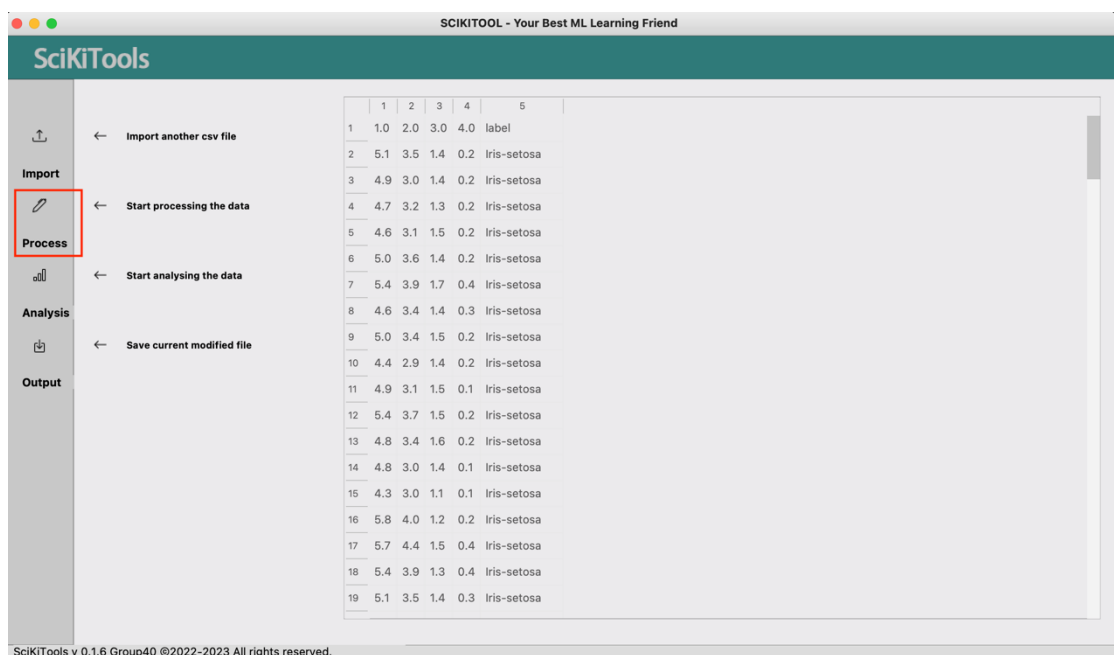 SCIKITOOL - Your Best ML Learning Friend
SciKiTools
1 2 3 4 5
1 1.0 2.0 3.0 4.0 label
← Import another csv file
2 5.1 3.5 1.4 0.2 Iris-setosa
Import
3 4.9 3.0 1.4 0.2 Iris-setosa
← Start processing the data
4 4.7 3.2 1.3 0.2 Iris-setosa
Process
5 4.6 3.1 1.5 0.2 Iris-setosa
6 5.0 3.6 1.4 0.2 Iris-setosa
← Start analysing the data
7 5.4 3.9 1.7 0.4 Iris-setosa
Analysis
8 4.6 3.4 1.4 0.3 Iris-setosa
← Save current modified file
9 5.0 3.4 1.5 0.2 Iris-setosa
10 4.4 2.9 1.4 0.2 Iris-setosa
Output
11 4.9 3.1 1.5 0.1 Iris-setosa
12 5.4 3.7 1.5 0.2 Iris-setosa
13 4.8 3.4 1.6 0.2 Iris-setosa
14 4.8 3.0 1.4 0.1 Iris-setosa
15 4.3 3.0 1.1 0.1 Iris-setosa
16 5.8 4.0 1.2 0.2 Iris-setosa
17 5.7 4.4 1.5 0.4 Iris-setosa
18 5.4 3.9 1.3 0.4 Iris-setosa
19 5.1 3.5 1.4 0.3 Iris-setosa
SciKiTools v 0.1.6 Group40 ©2022-2023 All rights reserved.